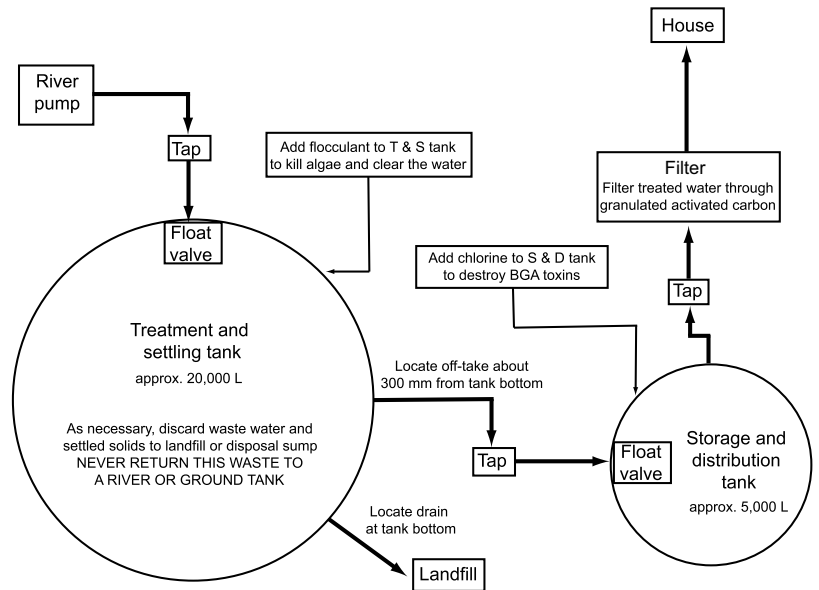 House
River
pump
Tap
Add flocculant to T & S tank
to kill algae and clear the water
Filter
Filter treated water through
granulated activated carbon
Float
valve
Add chlorine to S & D tank
to destroy BGA toxins
Tap
Treatment and
settling tank
approx. 20,000 L
Locate off-take about
300 mm from tank bottom
As necessary, discard waste water and
settled solids to landfill or disposal sump
NEVER RETURN THIS WASTE TO
A RIVER OR GROUND TANK
Tap
Float
valve
Storage and
distribution
tank
approx. 5,000 L
Locate drain
at tank bottom
Landfill